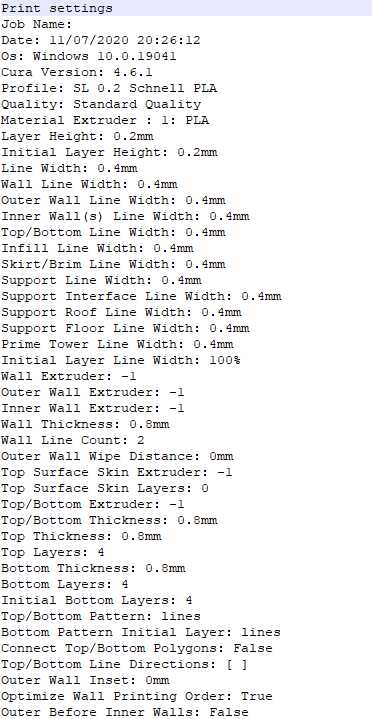 Print settings
Job Name:
Date: 11/07/2020 20:26:12
Os: Windows 10.0.19041
Cura Version: 4.6.1
Profile: SL 0.2 Schnell PLA
Quality: Standard Quality
Material Extruder : 1: PLA
Layer Height: 0.2mm
Initial Layer Height: 0.2mm
Line Width: 0.4mm
Wall Line Width: 0.4mm
Outer Wall Line Width: 0.4mm
Inner Wall(s) Line Width: 0.4mm
Top/Bottom Line Width: 0.4mm
Infill Line Width: 0.4mm
Skirt/Brim Line Width: 0.4mm
Support Line Width: 0.4mm
Support Interface Line Width: 0.4mm
Support Roof Line Width: 0.4mm
Support Floor Line Width: 0.4mm
Prime Tower Line Width: 0.4mm
Initial Layer Line Width: 100%
Wall Extruder: -1
Outer Wall Extruder: -1
Inner Wall Extruder: -1
Wall Thickness: 0.8mm
Wall Line Count: 2
Outer Wall Wipe Distance: 0mm
Top Surface Skin Extruder: -1
Top Surface Skin Layers: 0
Top/Bottom Extruder: -1
Top/Bottom Thickness: 0.8mm
Top Thickness: 0.8mm
Top Layers: 4
Bottom Thickness: 0.8mm
Bottom Layers: 4
Initial Bottom Layers: 4
Top/Bottom Pattern: lines
Bottom Pattern Initial Layer: lines
Connect Top/Bottom Polygons: False
Top/Bottom Line Directions: [ ]
Outer Wall Inset: 0mm
Optimize Wall Printing Order: True
Outer Before Inner Walls: False